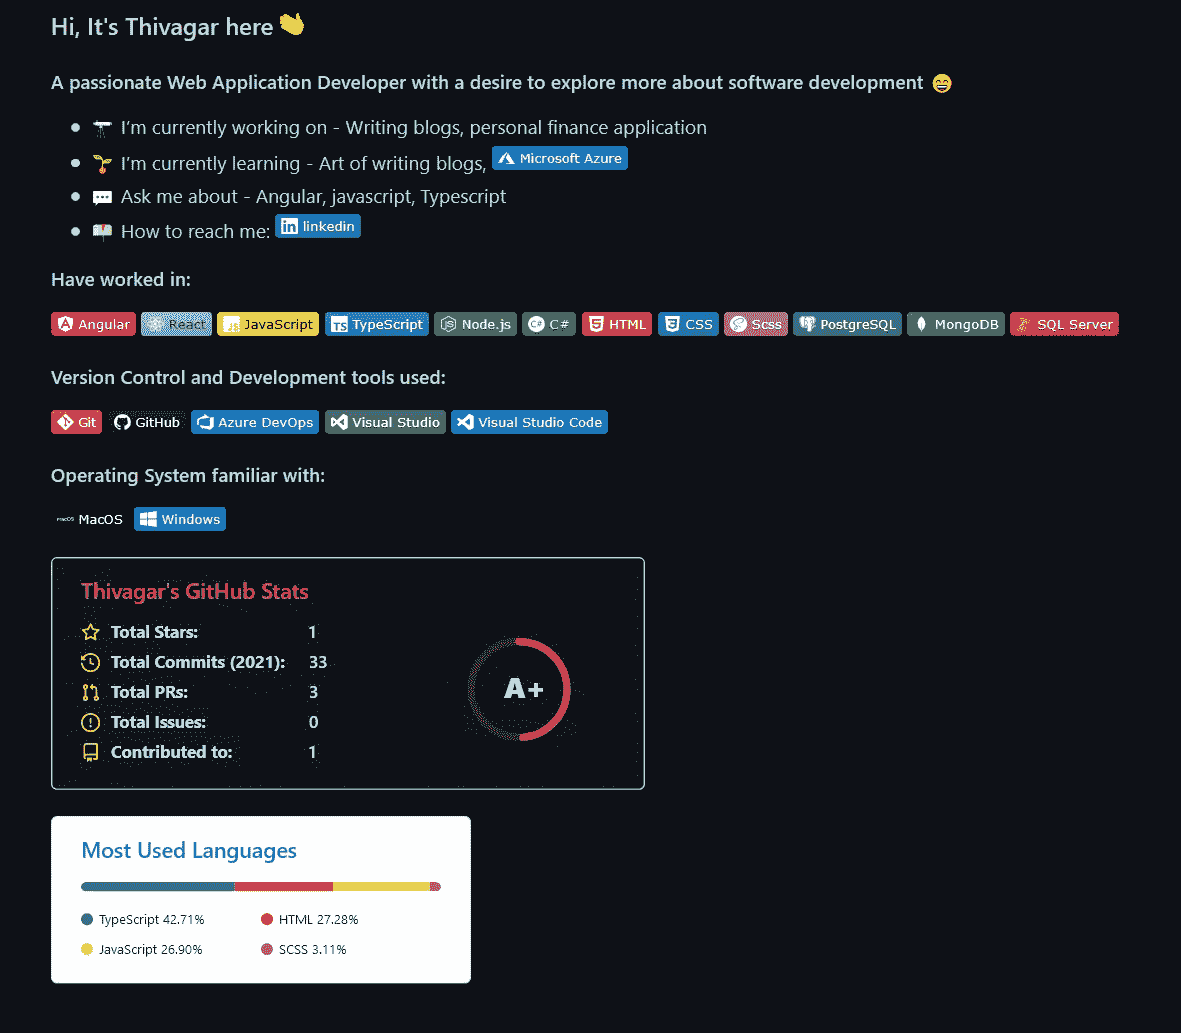 Hi, It's Thivagar here
A passionate Web Application Developer with a desire to explore more about software development
I'm currently working on - Writing blogs, personal finance application
I'm currently learning - Art of writing blogs, Microsoft Azure
Ask me about - Angular, javascript, Typescript
How to reach me: linkedin
Have worked in:
Angular React JavaScript TypeScript Node.js C# HTML CSS Scss PostgreSQL MongoDB SQL Server
Version Control and Development tools used:
Git GitHub Azure DevOps Visual Studio Visual Studio Code
Operating System familiar with:
MacOS Windows
Thivagar's GitHub Stats
Total Stars: 1
Total Commits (2021): 33
Total PRs: 3
Total Issues: 0
Contributed to: 1
A+
Most Used Languages
TypeScript 42.71% HTML 27.28%
JavaScript 26.90% SCSS 3.11%